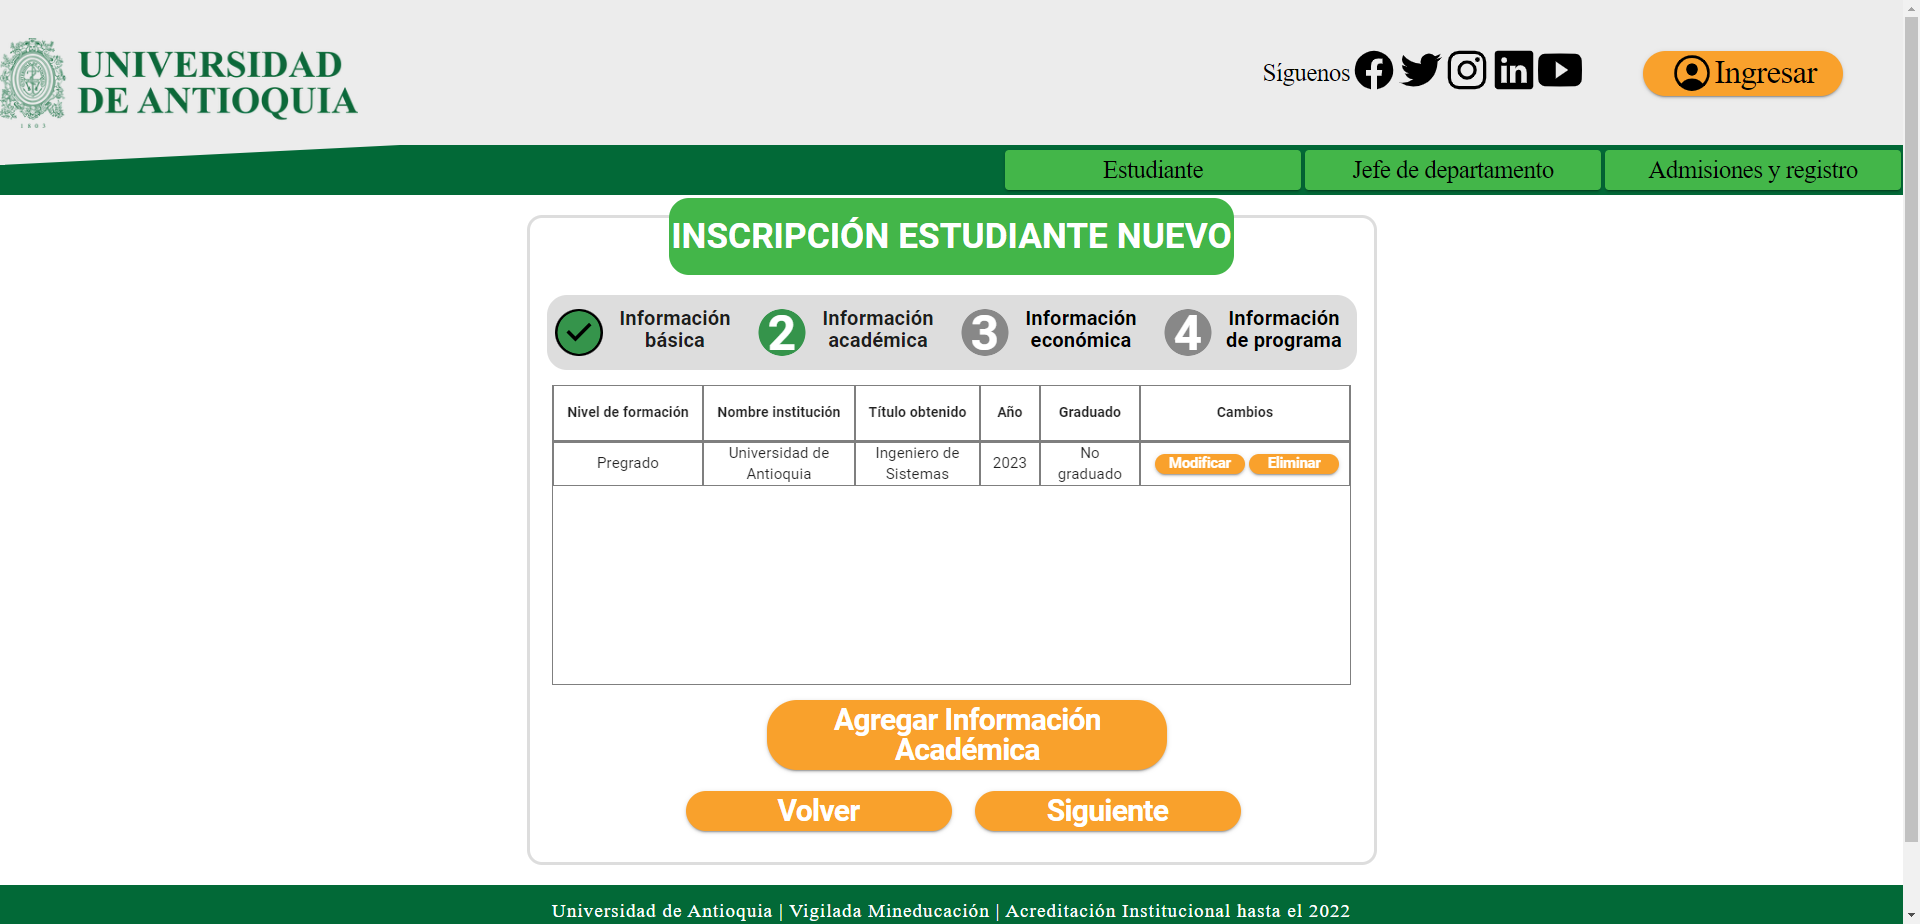 UNIVERSIDAD
DE ANTIOQUIA
1803
Síguenos
Ingresar
Estudiante
Jefe de departamento
Admisiones y registro
INSCRIPCIÓN ESTUDIANTE NUEVO
Información
básica
2
Información
académica
3
Información
económica
4
Información
de programa
Nivel de formación
Nombre institución
Título obtenido
Año
Graduado
Cambios
Pregrado
Universidad de
Antioquia
Ingeniero de
Sistemas
2023
No
graduado
Modificar
Eliminar
Agregar Información
Académica
Volver
Siguiente
Universidad de Antioquia | Vigilada Mineducación | Acreditación Institucional hasta el 2022